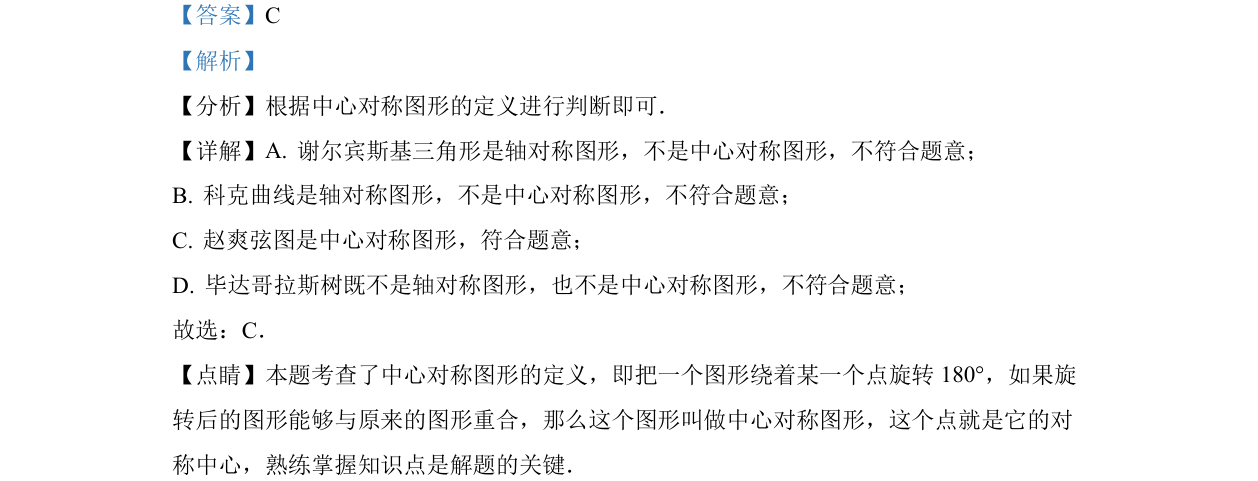 【答案】C
【解析】
【分析】根据中心对称图形的定义进行判断即可．
【详解】A. 谢尔宾斯基三角形是轴对称图形，不是中心对称图形，不符合题意；
B. 科克曲线是轴对称图形，不是中心对称图形，不符合题意；
C. 赵爽弦图是中心对称图形，符合题意；
D. 毕达哥拉斯树既不是轴对称图形，也不是中心对称图形，不符合题意；
故选：C．
【点睛】本题考查了中心对称图形的定义，即把一个图形绕着某一个点旋转 180°，如果旋
转后的图形能够与原来的图形重合，那么这个图形叫做中心对称图形，这个点就是它的对
称中心，熟练掌握知识点是解题的关键．